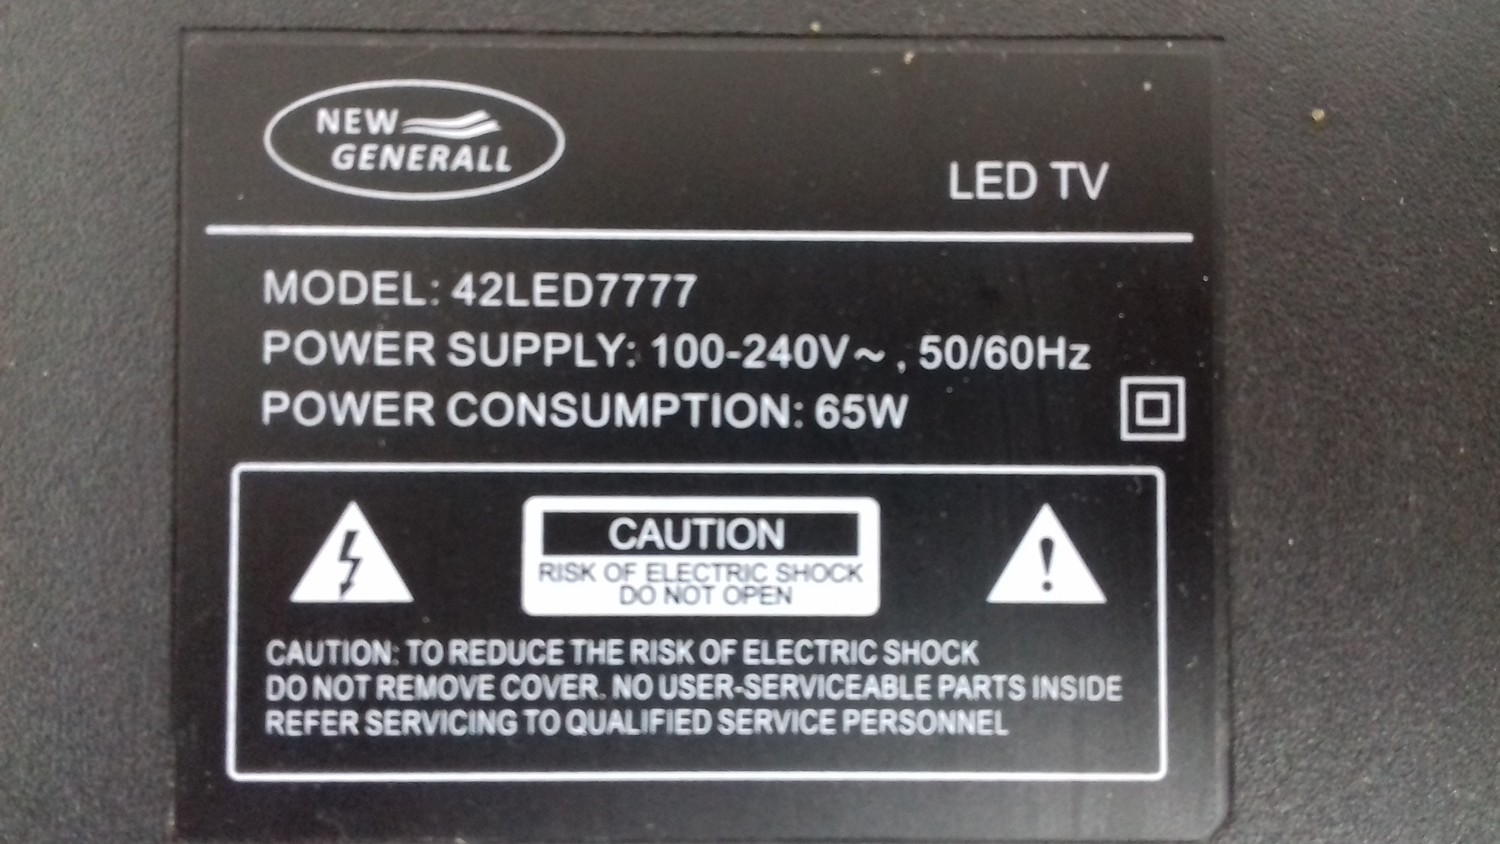 NEW
GENERALL
LED TV
MODEL: 42LED7777
POWER SUPPLY: 100-240V~, 50/60Hz
POWER CONSUMPTION: 65W
CAUTION
RISK OF ELECTRIC SHOCK
DO NOT OPEN
CAUTION: TO REDUCE THE RISK OF ELECTRIC SHOCK
DO NOT REMOVE COVER. NO USER-SERVICEABLE PARTS INSIDE
REFER SERVICING TO QUALIFIED SERVICE PERSONNEL